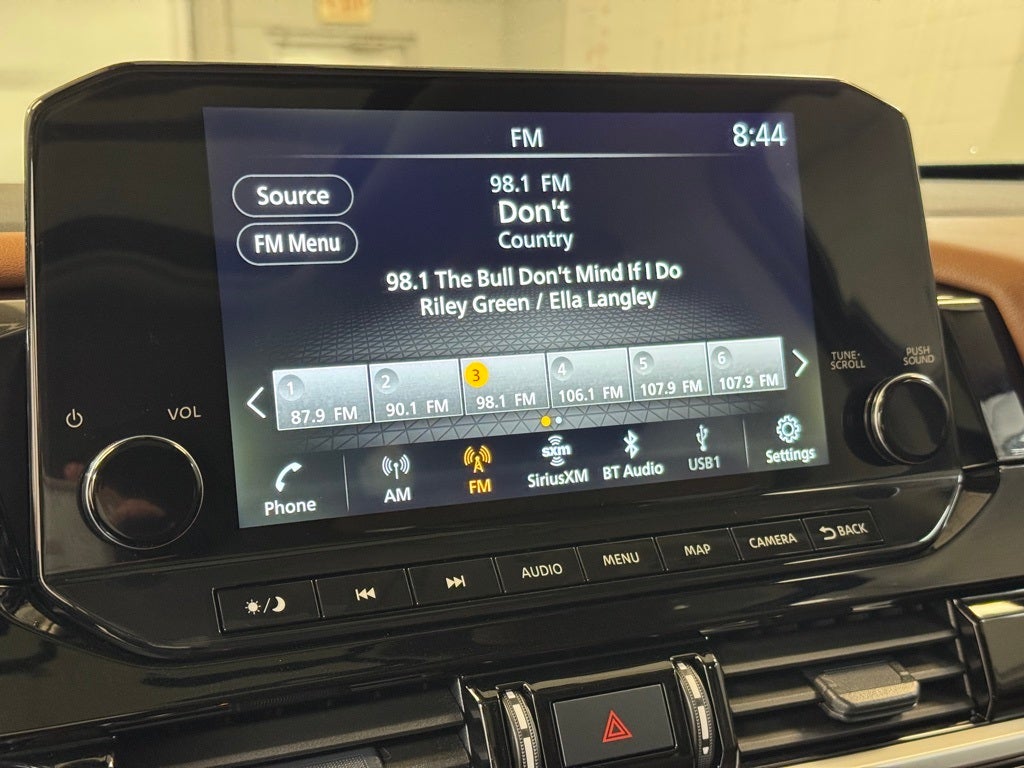 FM
8:44
Source
FM Menu
98.1 FM
Don't
Country
98.1 The Bull Don't Mind If I Do
Riley Green / Ella Langley
1 87.9 FM
2 90.1 FM
3 98.1 FM
4 106.1 FM
5 107.9 FM
6 107.9 FM
Phone
AM
FM
sxm
SiriusXM
BT Audio
USB1
Settings
VOL
TUNE·
SCROLL
PUSH
SOUND
AUDIO
MENU
MAP
CAMERA
BACK